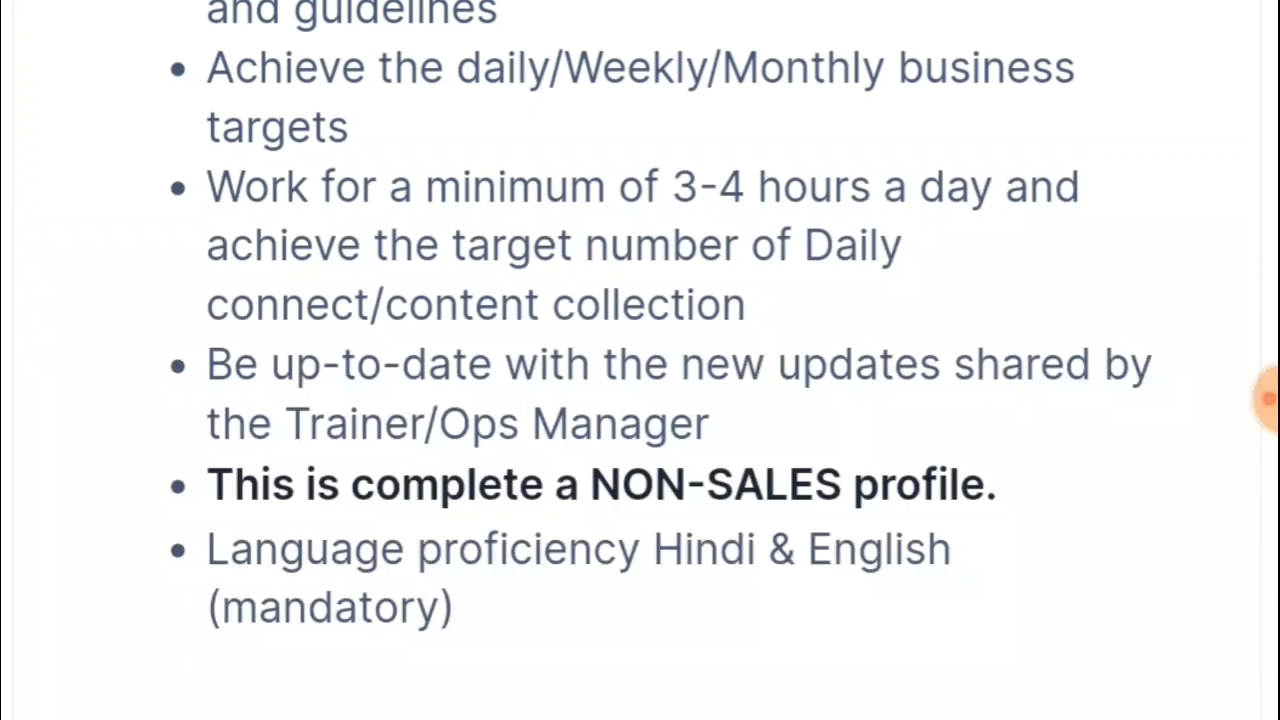 and guidelines
• Achieve the daily/Weekly/Monthly business
targets
• Work for a minimum of 3-4 hours a day and
achieve the target number of Daily
connect/content collection
• Be up-to-date with the new updates shared by
the Trainer/Ops Manager
• This is complete a NON-SALES profile.
• Language proficiency Hindi & English
(mandatory)